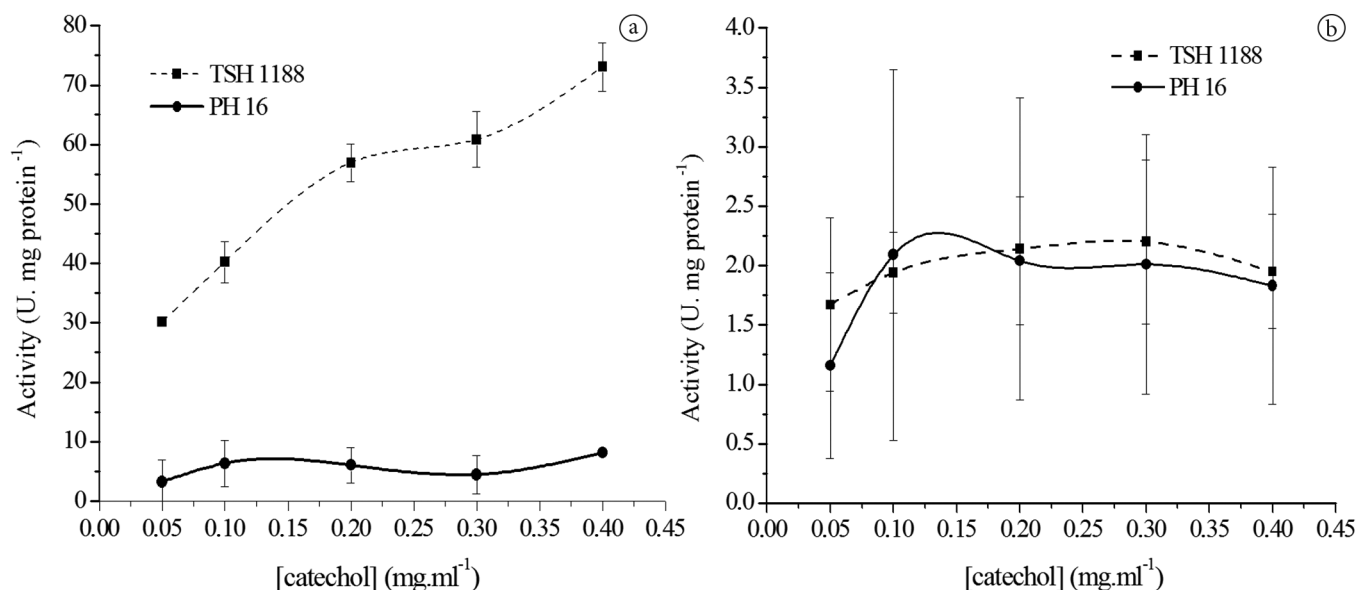 80
70
60
50
40
30
20
10
0
Activity (U. mg protein⁻¹)
TSH 1188
PH 16
a
0.00 0.05 0.10 0.15 0.20 0.25 0.30 0.35 0.40 0.45
[catechol] (mg.ml⁻¹)
4.0
3.5
3.0
2.5
2.0
1.5
1.0
0.5
0.0
Activity (U. mg protein⁻¹)
TSH 1188
PH 16
b
0.00 0.05 0.10 0.15 0.20 0.25 0.30 0.35 0.40 0.45
[catechol] (mg.ml⁻¹)